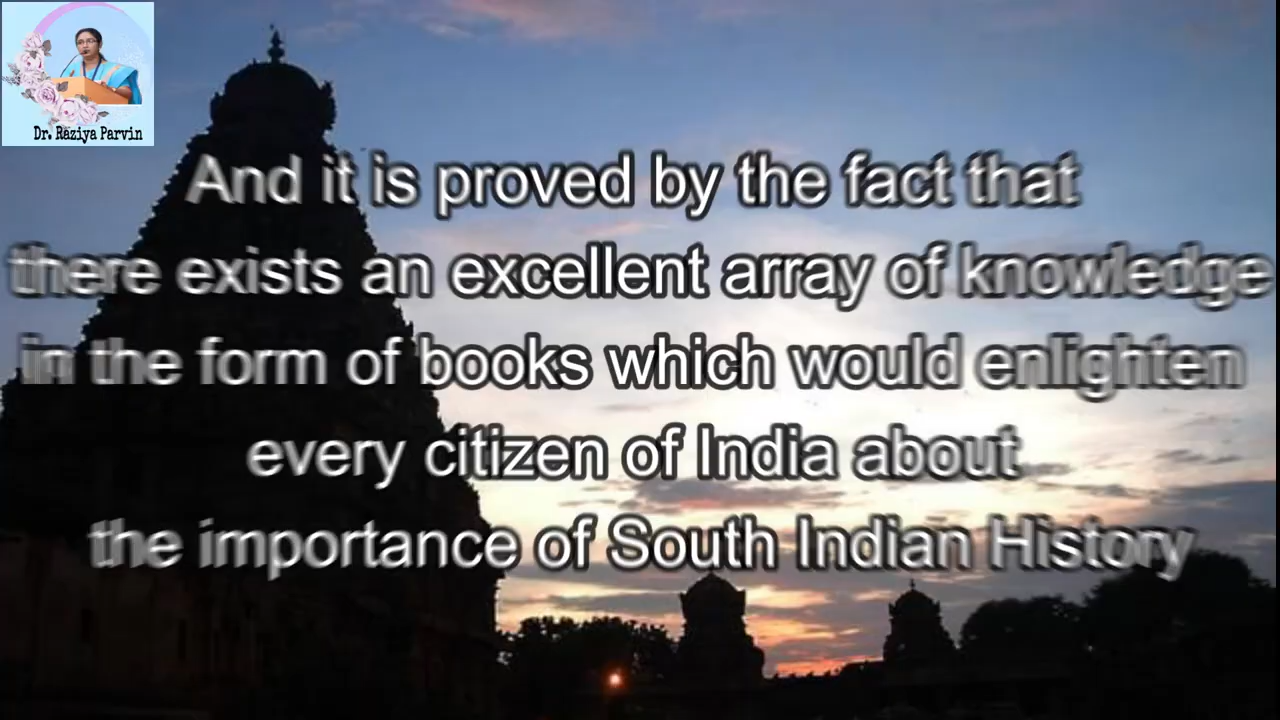 Dr. Raziya Parvin
And it is proved by the fact that
there exists an excellent array of knowledge
in the form of books which would enlighten
every citizen of India about
the importance of South Indian History